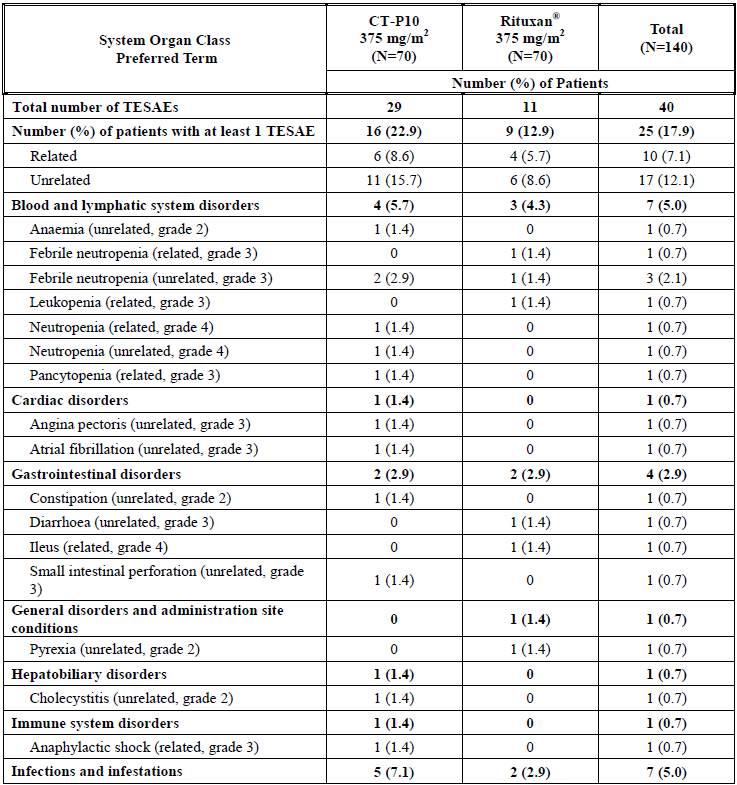 System Organ Class
Preferred Term
CT-P10
375 mg/m²
(N=70)
Rituxan®
375 mg/m²
(N=70)
Total
(N=140)
Number (%) of Patients
Total number of TESAEs 29 11 40
Number (%) of patients with at least 1 TESAE 16 (22.9) 9 (12.9) 25 (17.9)
Related 6 (8.6) 4 (5.7) 10 (7.1)
Unrelated 11 (15.7) 6 (8.6) 17 (12.1)
Blood and lymphatic system disorders 4 (5.7) 3 (4.3) 7 (5.0)
Anaemia (unrelated, grade 2) 1 (1.4) 0 1 (0.7)
Febrile neutropenia (related, grade 3) 0 1 (1.4) 1 (0.7)
Febrile neutropenia (unrelated, grade 3) 2 (2.9) 1 (1.4) 3 (2.1)
Leukopenia (related, grade 3) 0 1 (1.4) 1 (0.7)
Neutropenia (related, grade 4) 1 (1.4) 0 1 (0.7)
Neutropenia (unrelated, grade 4) 1 (1.4) 0 1 (0.7)
Pancytopenia (related, grade 3) 1 (1.4) 0 1 (0.7)
Cardiac disorders 1 (1.4) 0 1 (0.7)
Angina pectoris (unrelated, grade 3) 1 (1.4) 0 1 (0.7)
Atrial fibrillation (unrelated, grade 3) 1 (1.4) 0 1 (0.7)
Gastrointestinal disorders 2 (2.9) 2 (2.9) 4 (2.9)
Constipation (unrelated, grade 2) 1 (1.4) 0 1 (0.7)
Diarrhoea (unrelated, grade 3) 0 1 (1.4) 1 (0.7)
Ileus (related, grade 4) 0 1 (1.4) 1 (0.7)
Small intestinal perforation (unrelated, grade
3) 1 (1.4) 0 1 (0.7)
General disorders and administration site
conditions 0 1 (1.4) 1 (0.7)
Pyrexia (unrelated, grade 2) 0 1 (1.4) 1 (0.7)
Hepatobiliary disorders 1 (1.4) 0 1 (0.7)
Cholecystitis (unrelated, grade 2) 1 (1.4) 0 1 (0.7)
Immune system disorders 1 (1.4) 0 1 (0.7)
Anaphylactic shock (related, grade 3) 1 (1.4) 0 1 (0.7)
Infections and infestations 5 (7.1) 2 (2.9) 7 (5.0)